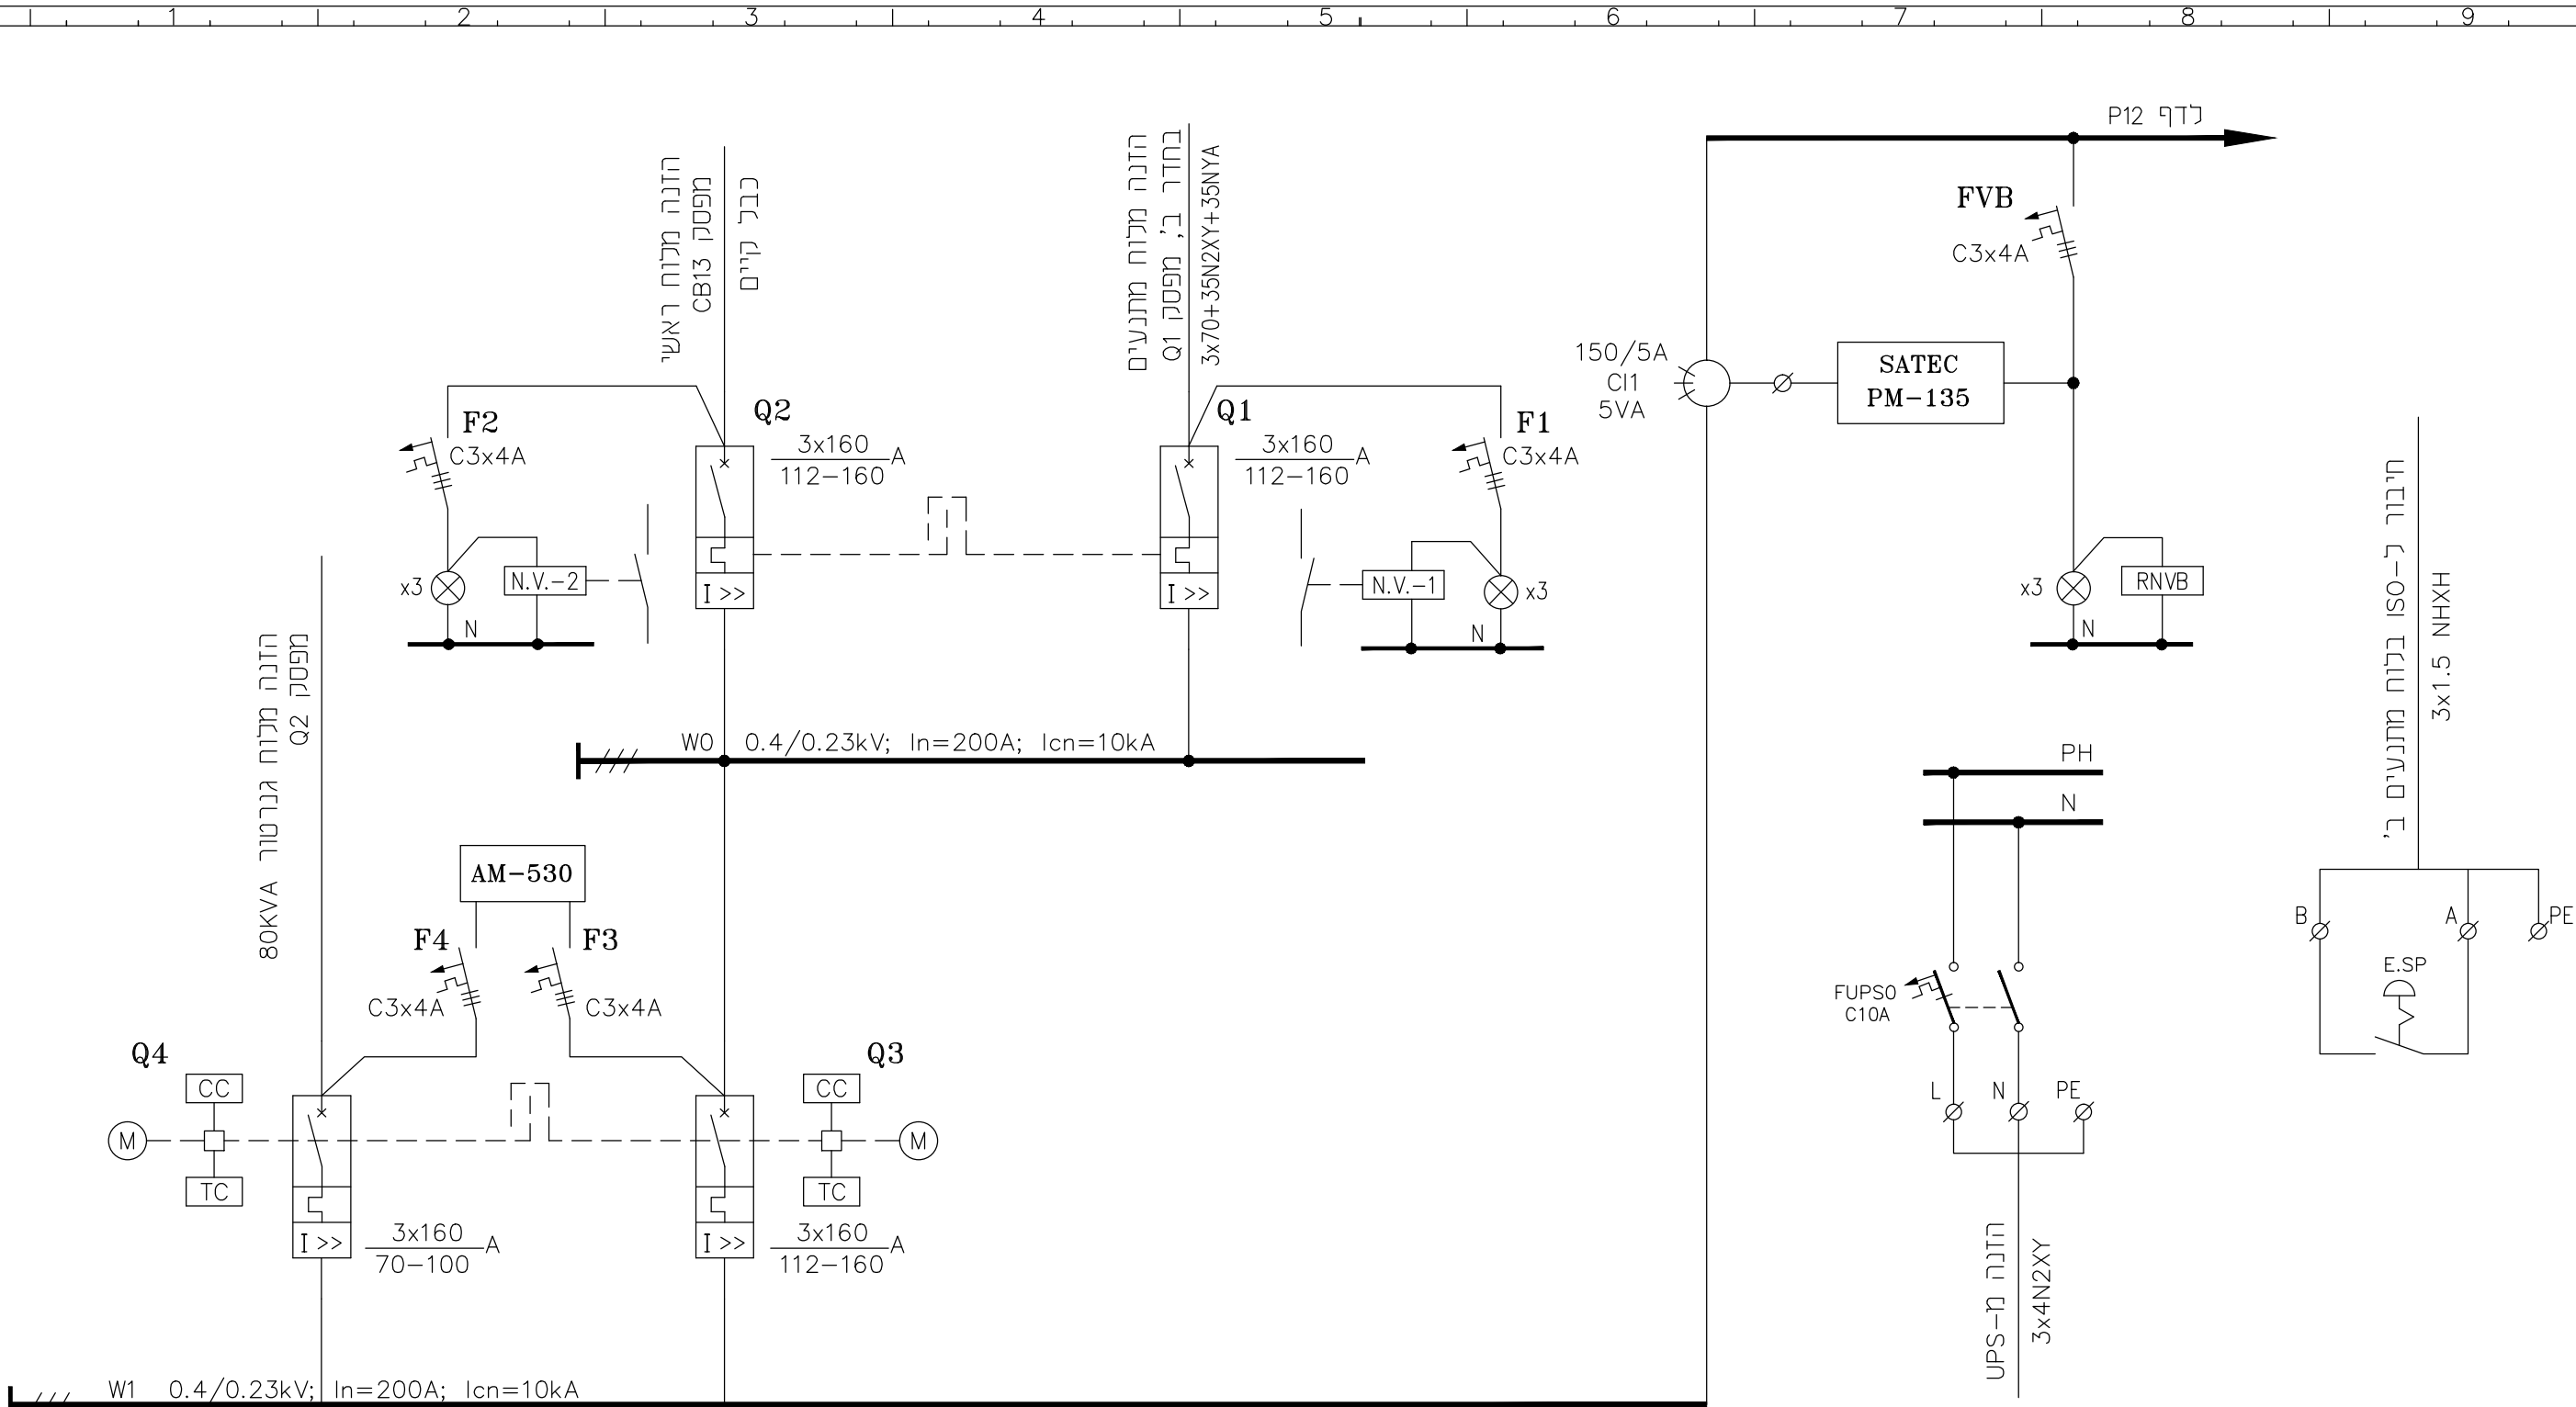 1 2 3 4 5 6 7 8 9
לדף P12
הזנה מלוח ראשי
מפסק CB13
כבל קיים
הזנה מלוח מתנעים
בחדר ב', מפסק Q1
3x70+35N2XY+35NYA
FVB
C3x4A
150/5A
CI1
5VA
SATEC
PM-135
F2
C3x4A
Q2
3x160
112-160
A
Q1
3x160
112-160
A
F1
C3x4A
I >>
I >>
x3
N.V.-2
N
N.V.-1
x3
N
x3
RNVB
N
הזנה מלוח גנרטור 80KVA
מפסק Q2
חיבור ל-ISO בלוח מתנעים ב'
3x1.5 NHXH
W0 0.4/0.23kV; In=200A; Icn=10kA
PH
N
AM-530
F4
C3x4A
F3
C3x4A
B
A
PE
E.SP
FUPS0
C10A
L
N
PE
Q4
CC
M
TC
I >>
3x160
70-100
A
Q3
CC
M
TC
I >>
3x160
112-160
A
הזנה מ-UPS
3x4N2XY
W1 0.4/0.23kV; In=200A; Icn=10kA